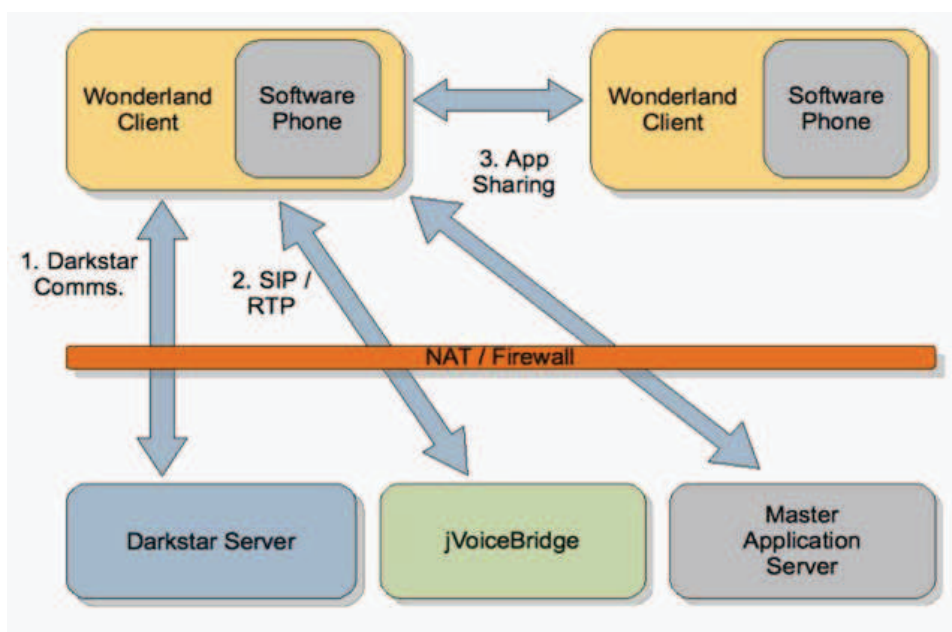 Wonderland
Client
Software
Phone
Wonderland
Client
Software
Phone
3. App
Sharing
1. Darkstar
Comms.
2. SIP /
RTP
NAT / Firewall
Darkstar Server
jVoiceBridge
Master
Application
Server